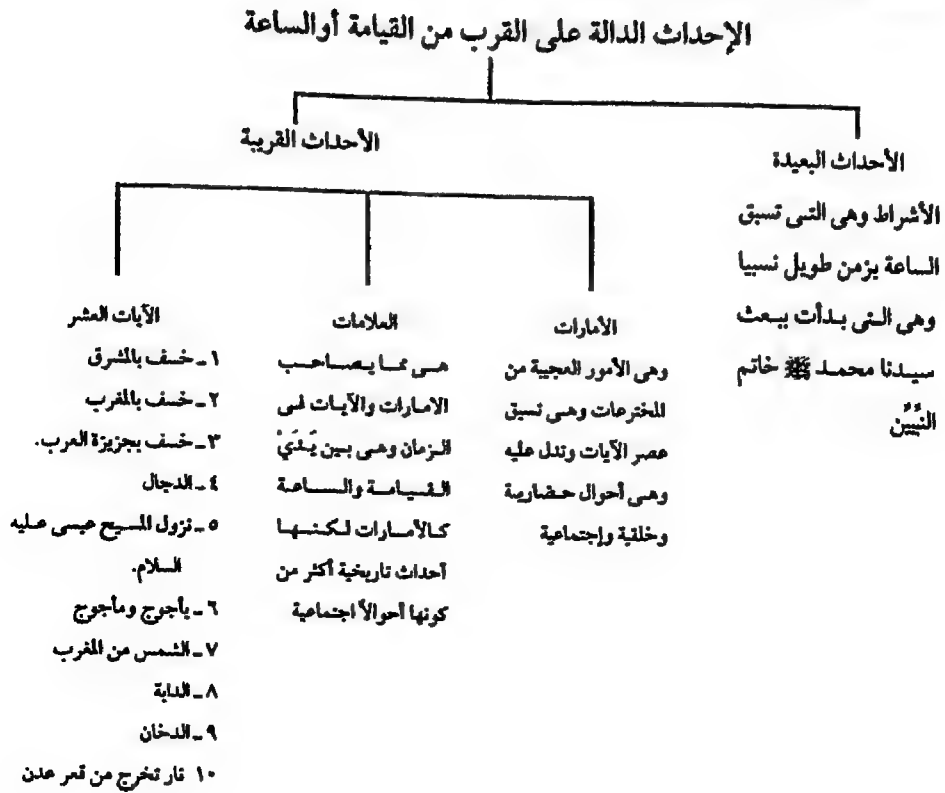 الإحداث الدالة على القرب من القيامة أوالساعة
الأحداث البعيدة
الأشراط وهى التى تسبق
الساعة بزمن طويل نسبيا
وهى التى بدأت ببعث
سيدنا محمد ﷺ خاتم
النَّبِيِّن
الأحداث القريبة
الأمارات
وهى الأمور العجيبة من
المخترعات وهى تسبق
عصر الآيات وتدل عليه
وهى أحوال حضارية
وخلقية وإجتماعية
العلامات
هى مما يصاحب
الامارات والآيات فى
الزمان وهى بين يَدَيْ
القيامة والساعة
كالأمارات لكنها
أحداث تاريخية أكثر من
كونها أحوالاً اجتماعية
الآيات العشر
١ ـ خسف بالمشرق
٢ ـ خسف بالمغرب
٣ ـ خسف بجزيزة العرب.
٤ ـ الدجال
٥ ـ نزول المسيح عيسى عليه
السلام.
٦ ـ يأجوج ومأجوج
٧ ـ الشمس من المغرب
٨ ـ الدابة
٩ ـ الدخان
١٠ نار تخرج من قعر عدن